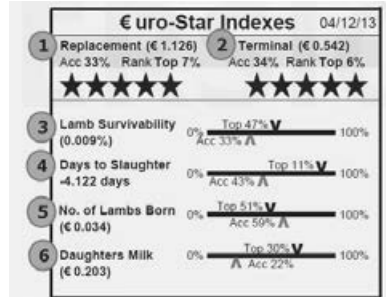 € uro-Star Indexes 04/12/13
1 Replacement (€ 1.126) 2 Terminal (€ 0.542)
Acc 33% Rank Top 7% Acc 34% Rank Top 6%
★★★★★ ★★★★★
3 Lamb Survivability 0% Top 47% V 100%
(0.009%) Acc 33% Λ
4 Days to Slaughter 0% Top 11% V 100%
-4.122 days Acc 43% Λ
5 No. of Lambs Born 0% Top 51% V 100%
(€ 0.034) Acc 59% Λ
6 Daughters Milk 0% Top 30% V 100%
(€ 0.203) Λ Acc 22%